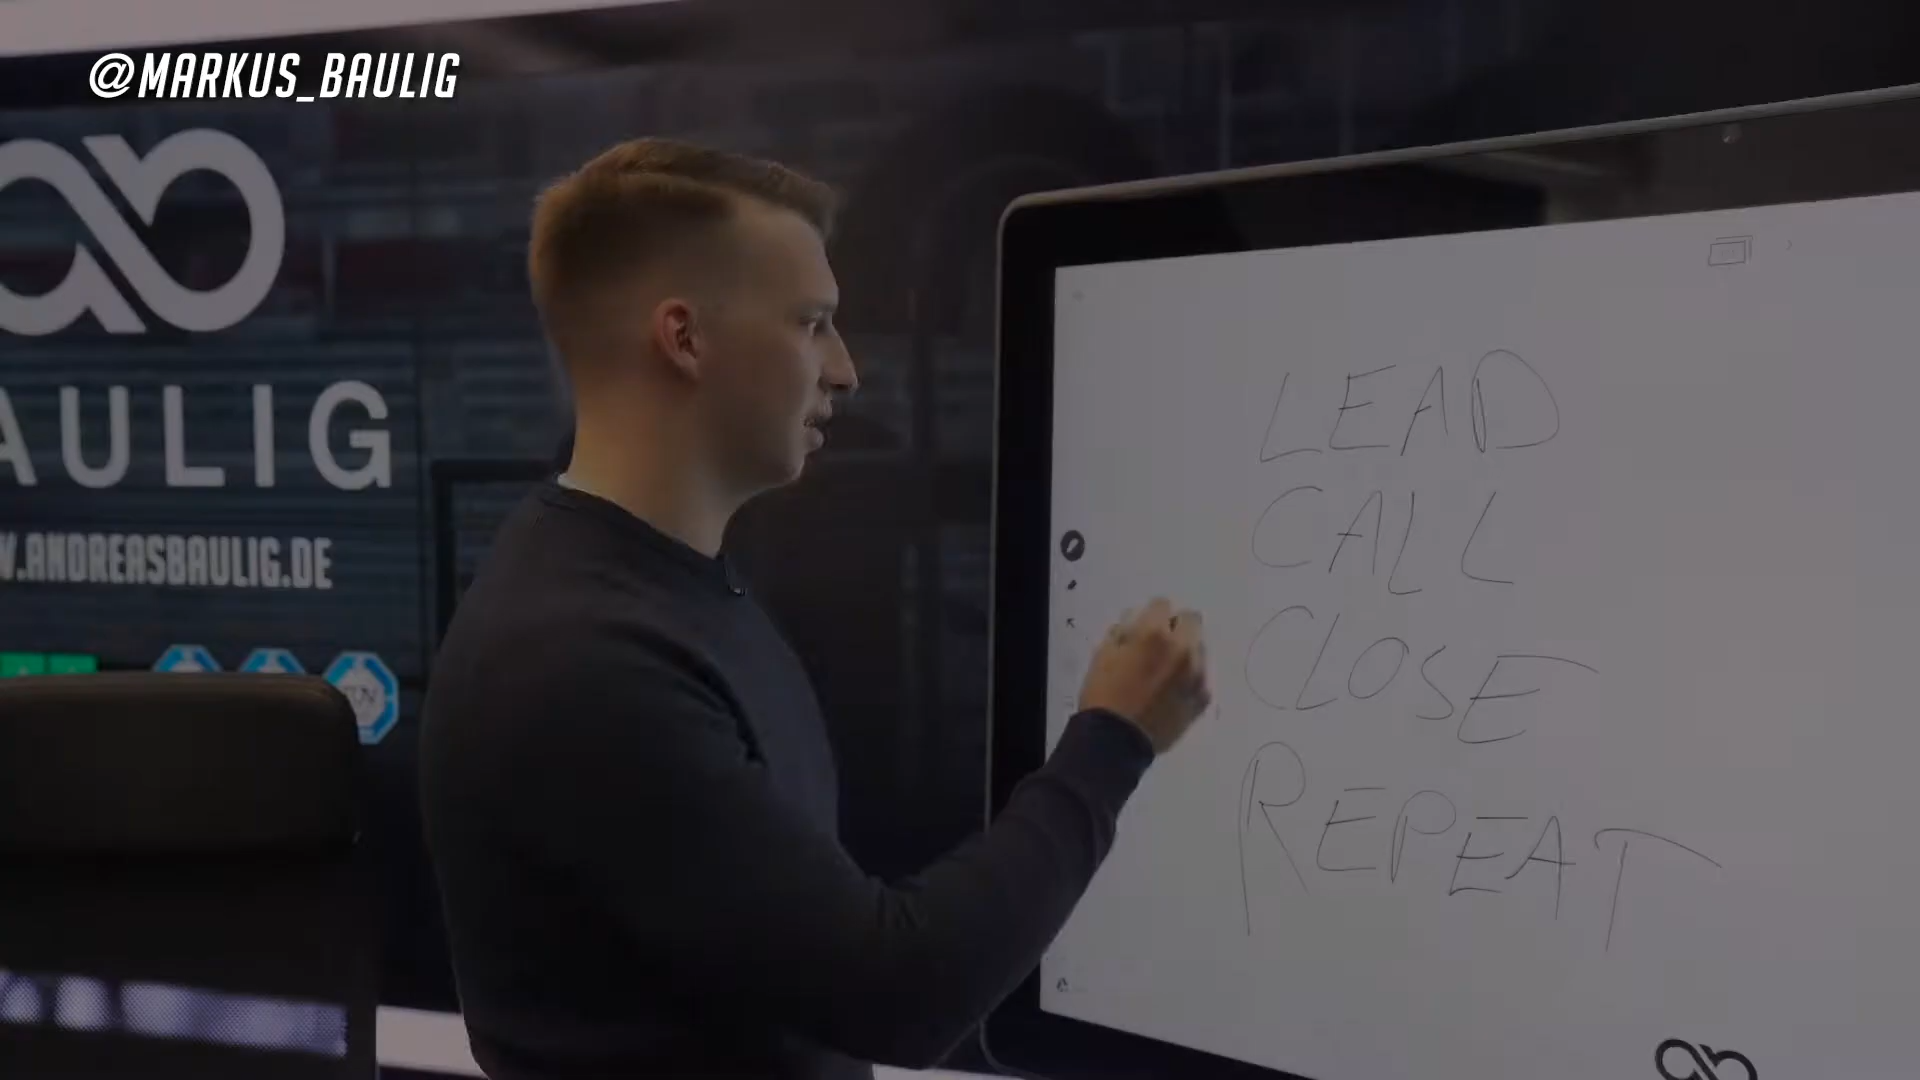 @MARKUS_BAULIG
AULIG
W.ANDREASBAULIG.DE
LEAD
CALL
CLOSE
REPEAT